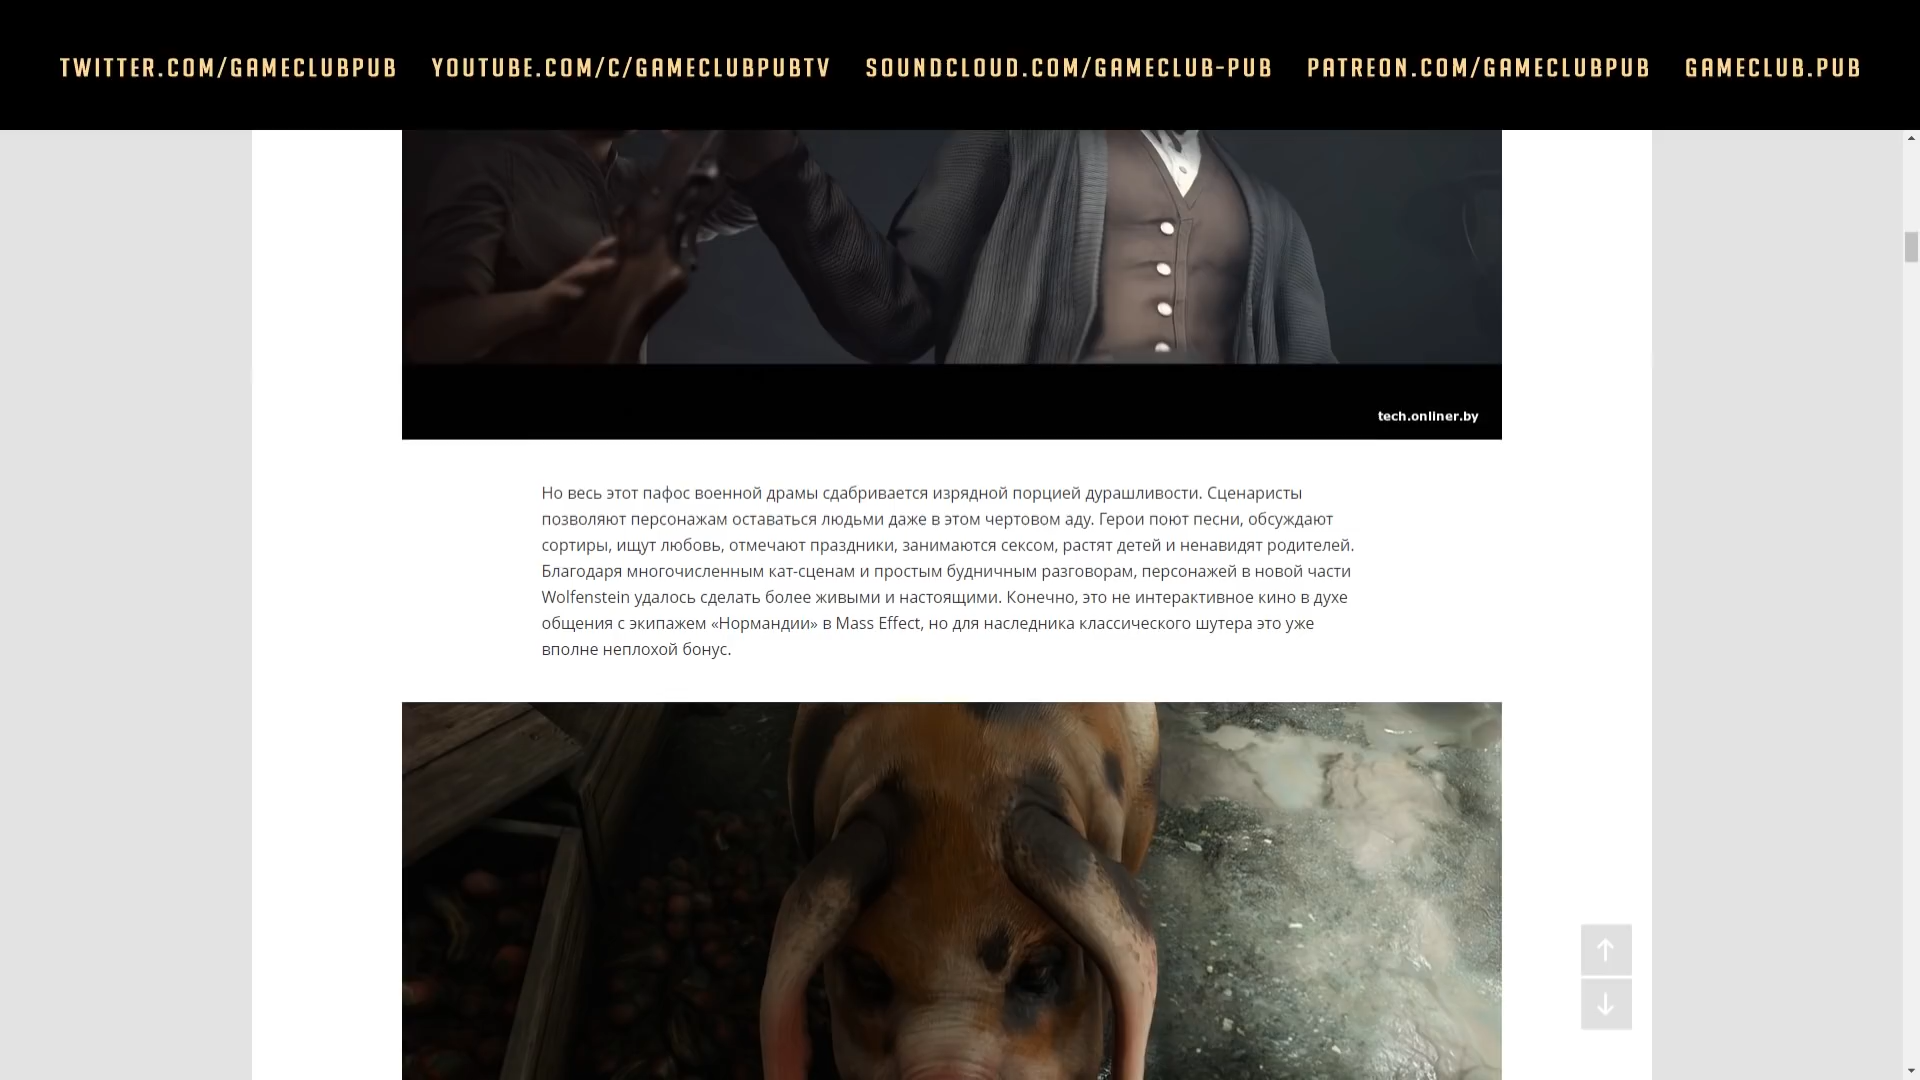 TWITTER.COM/GAMECLUBPUB YOUTUBE.COM/C/GAMECLUBPUBTV SOUNDCLOUD.COM/GAMECLUB-PUB PATREON.COM/GAMECLUBPUB GAMECLUB.PUB
tech.onliner.by
Но весь этот пафос военной драмы сдабривается изрядной порцией дурашливости. Сценаристы
позволяют персонажам оставаться людьми даже в этом чертовом аду. Герои поют песни, обсуждают
сортиры, ищут любовь, отмечают праздники, занимаются сексом, растят детей и ненавидят родителей.
Благодаря многочисленным кат-сценам и простым будничным разговорам, персонажей в новой части
Wolfenstein удалось сделать более живыми и настоящими. Конечно, это не интерактивное кино в духе
общения с экипажем «Нормандии» в Mass Effect, но для наследника классического шутера это уже
вполне неплохой бонус.